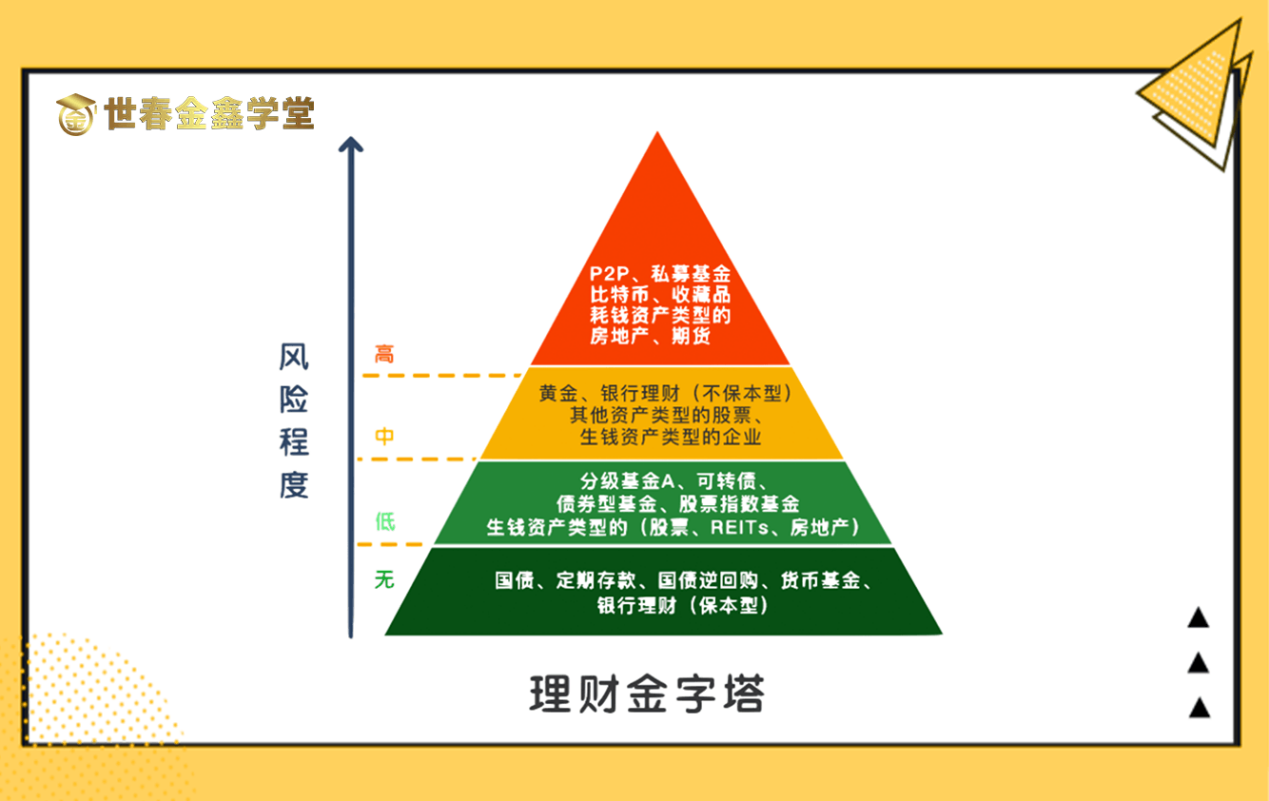 世春金鑫学堂
风险程度
高
P2P、私募基金
比特币、收藏品
耗钱资产类型的
房地产、期货
中
黄金、银行理财（不保本型）
其他资产类型的股票、
生钱资产类型的企业
低
分级基金A、可转债、
债券型基金、股票指数基金
生钱资产类型的（股票、REITs、房地产）
无
国债、定期存款、国债逆回购、货币基金、
银行理财（保本型）
理财金字塔